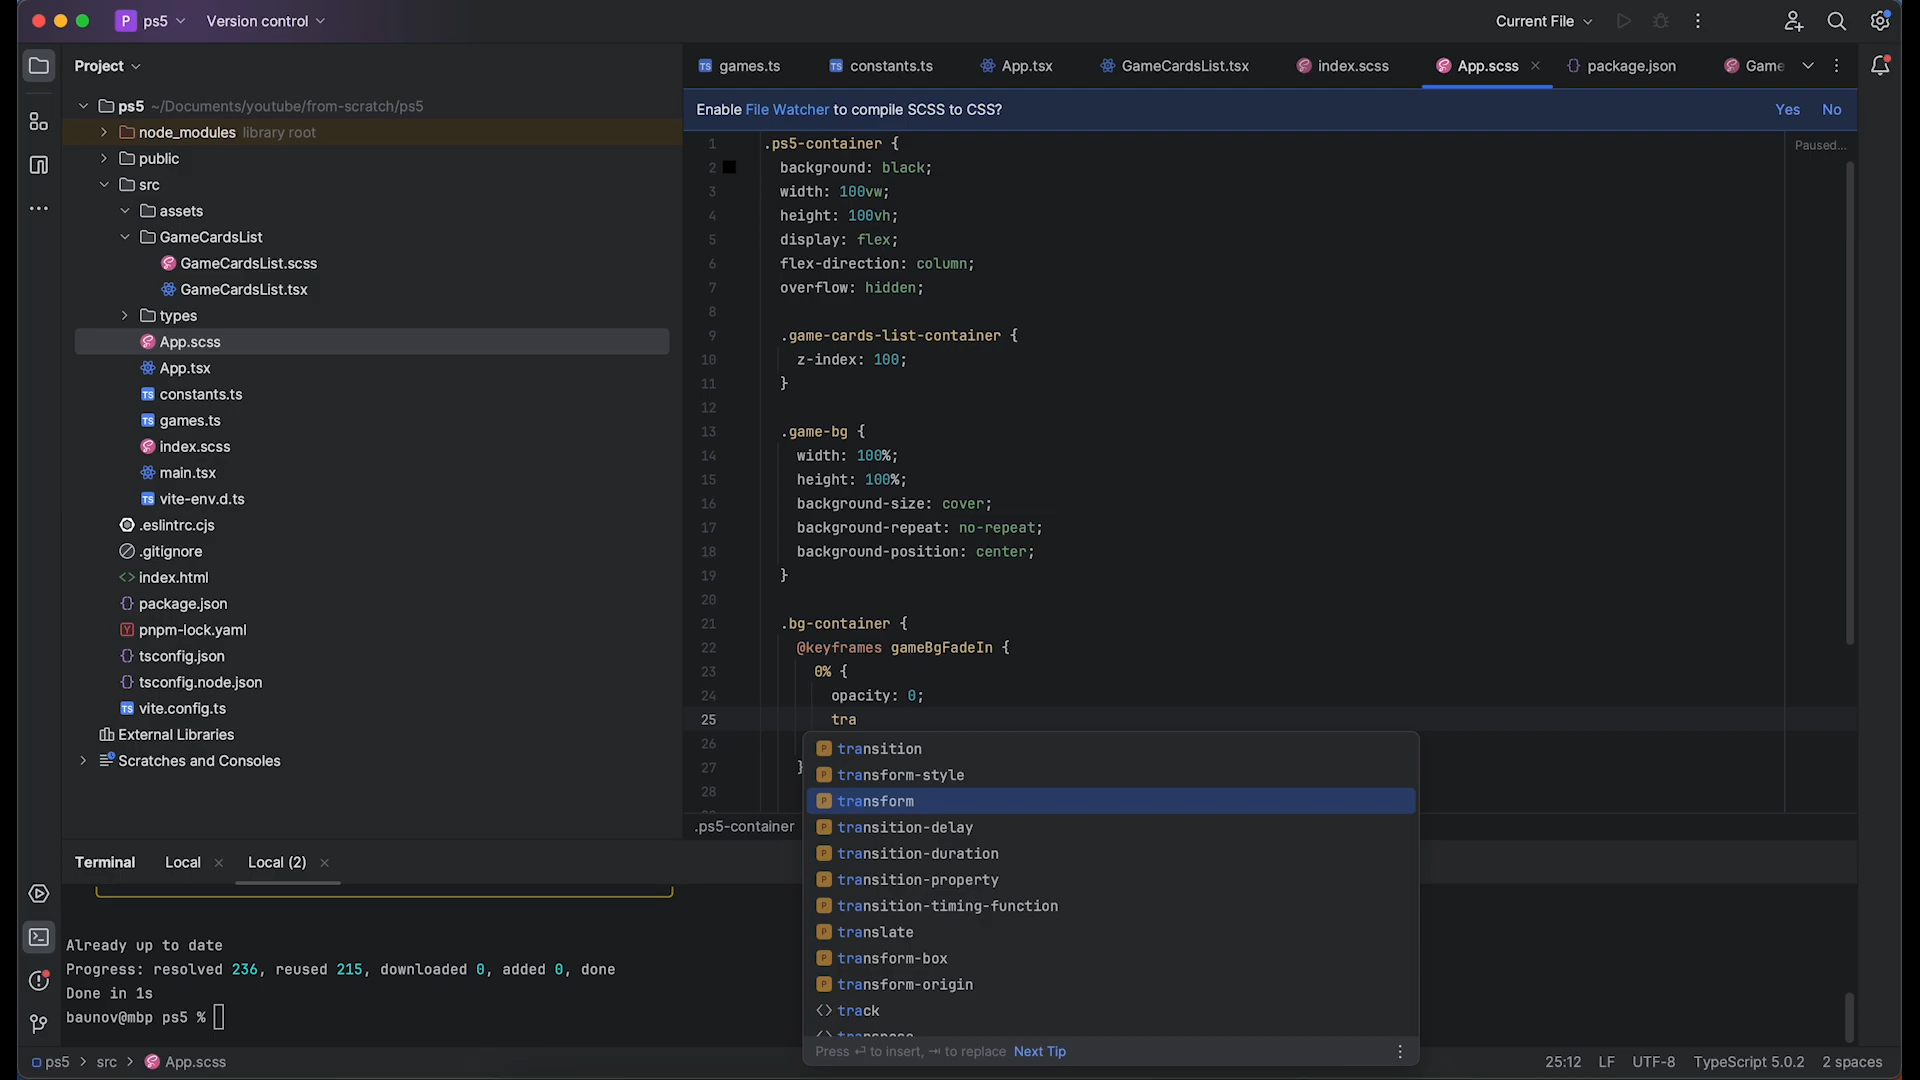 P ps5 Version control Current File
Project
games.ts constants.ts App.tsx GameCardsList.tsx index.scss App.scss package.json Game
Enable File Watcher to compile SCSS to CSS? Yes No
Paused...
ps5 ~/Documents/youtube/from-scratch/ps5
node_modules library root
public
src
assets
GameCardsList
GameCardsList.scss
GameCardsList.tsx
types
App.scss
App.tsx
constants.ts
games.ts
index.scss
main.tsx
vite-env.d.ts
.eslintrc.cjs
.gitignore
index.html
package.json
pnpm-lock.yaml
tsconfig.json
tsconfig.node.json
vite.config.ts
External Libraries
Scratches and Consoles
1 .ps5-container {
2 background: black;
3 width: 100vw;
4 height: 100vh;
5 display: flex;
6 flex-direction: column;
7 overflow: hidden;
8
9 .game-cards-list-container {
10 z-index: 100;
11 }
12
13 .game-bg {
14 width: 100%;
15 height: 100%;
16 background-size: cover;
17 background-repeat: no-repeat;
18 background-position: center;
19 }
20
21 .bg-container {
22 @keyframes gameBgFadeIn {
23 0% {
24 opacity: 0;
25 tra
26
27 }
28
transition
transform-style
transform
transition-delay
transition-duration
transition-property
transition-timing-function
translate
transform-box
transform-origin
<> track
Press ⏎ to insert, ⇥ to replace Next Tip
.ps5-container
Terminal Local Local (2)
Already up to date
Progress: resolved 236, reused 215, downloaded 0, added 0, done
Done in 1s
baunov@mbp ps5 %
ps5 > src > App.scss
25:12 LF UTF-8 TypeScript 5.0.2 2 spaces